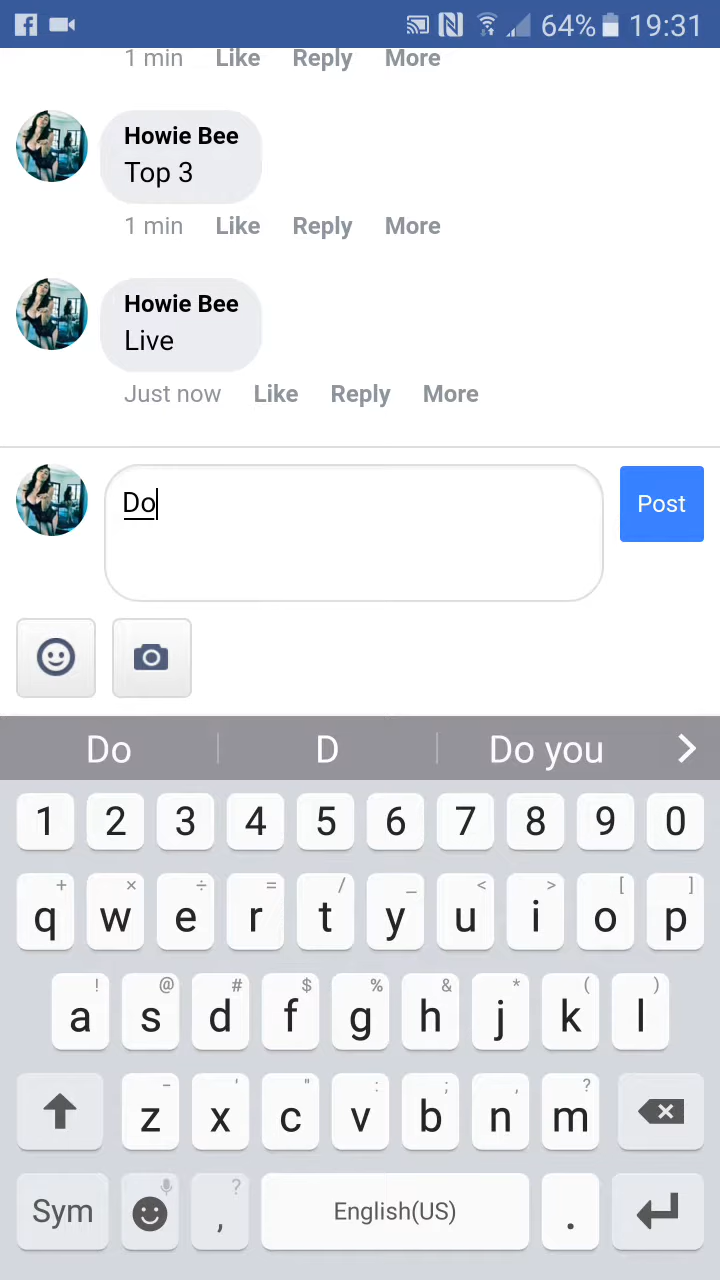 64% 19:31
1 min Like Reply More
Howie Bee
Top 3
1 min Like Reply More
Howie Bee
Live
Just now Like Reply More
Do
Post
Do D Do you
1 2 3 4 5 6 7 8 9 0
+ × ÷ = / _ < > [ ]
q w e r t y u i o p
! @ # $ % & * ( )
a s d f g h j k l
- ' " : ; , ?
z x c v b n m
?
Sym , English(US) .